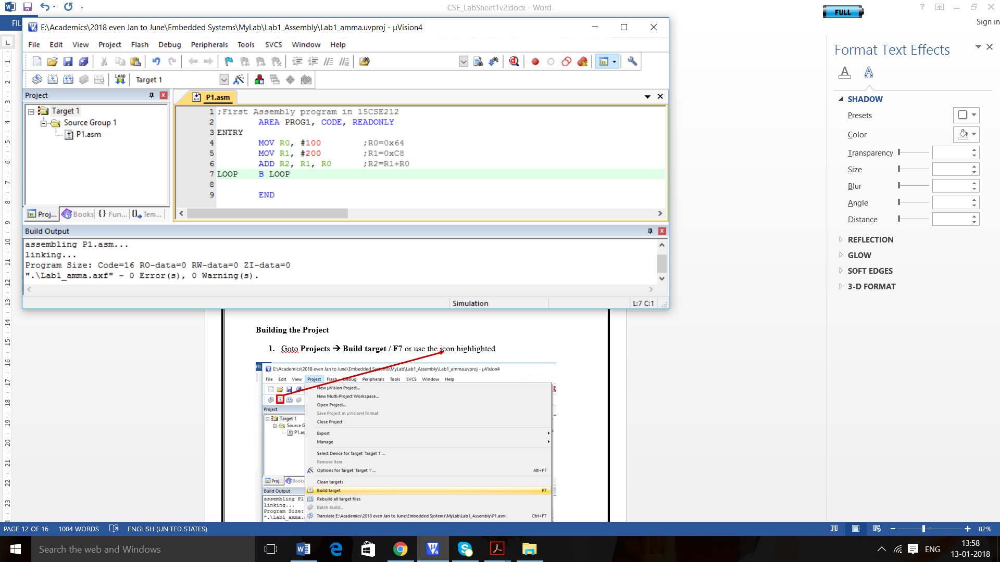 CSE_LabSheet1v2.docx - Word
FULL
Sign in
FIL
E:\Academics\2018 even Jan to June\Embedded Systems\MyLab\Lab1_Assembly\Lab1_amma.uvproj - µVision4
File Edit View Project Flash Debug Peripherals Tools SVCS Window Help
LOAD
Target 1
Project
Target 1
Source Group 1
P1.asm
Proj... Books {} Fun... Tem...
P1.asm
1 ;First Assembly program in 15CSE212
2 AREA PROG1, CODE, READONLY
3 ENTRY
4 MOV R0, #100 ;R0=0x64
5 MOV R1, #200 ;R1=0xC8
6 ADD R2, R1, R0 ;R2=R1+R0
7 LOOP B LOOP
8
9 END
Build Output
assembling P1.asm...
linking...
Program Size: Code=16 RO-data=0 RW-data=0 ZI-data=0
".\Lab1_amma.axf" - 0 Error(s), 0 Warning(s).
Simulation
L:7 C:1
Format Text Effects
SHADOW
Presets
Color
Transparency
Size
Blur
Angle
Distance
REFLECTION
GLOW
SOFT EDGES
3-D FORMAT
Building the Project
1. Goto Projects → Build target / F7 or use the icon highlighted
FIL
E:\Academics\2018 even Jan to June\Embedded Systems\MyLab\Lab1_Assembly\Lab1_amma.uvproj - µVision4
File Edit View Project Flash Debug Peripherals Tools SVCS Window Help
New µVision Project...
New Multi-Project Workspace...
Open Project...
Save Project in µVision4 format
Close Project
Export
Manage
Select Device for Target 'Target 1'...
Remove Item
Options for Target 'Target 1'... Alt+F7
Clean targets
Build target F7
Rebuild all target files
Batch Build...
Translate E:\Academics\2018 even Jan to June\Embedded Systems\MyLab\Lab1_Assembly\P1.asm Ctrl+F7
Project
Target 1
Source G
P1.as
Proj... Books
Build Output
assembling P1
linking...
Program Size:
".\Lab1_amma.
PAGE 12 OF 16 1004 WORDS ENGLISH (UNITED STATES)
82%
Search the web and Windows
ENG
13:58
13-01-2018